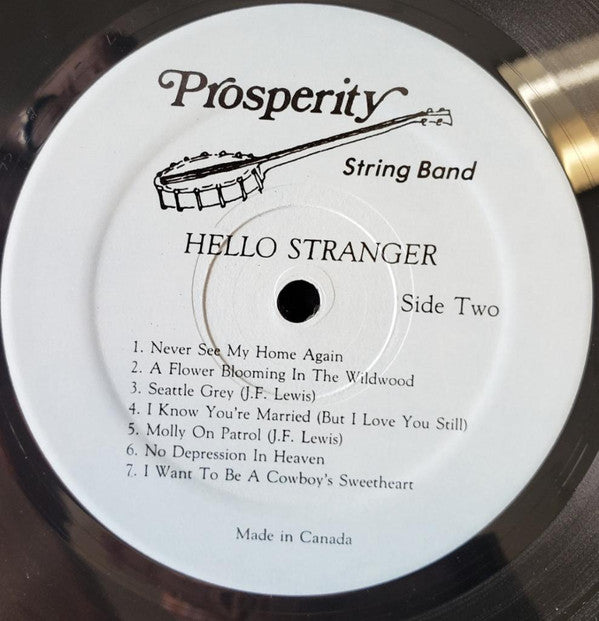 Prosperity
String Band
HELLO STRANGER
Side Two
1. Never See My Home Again
2. A Flower Blooming In The Wildwood
3. Seattle Grey (J.F. Lewis)
4. I Know You're Married (But I Love You Still)
5. Molly On Patrol (J.F. Lewis)
6. No Depression In Heaven
7. I Want To Be A Cowboy's Sweetheart
Made in Canada